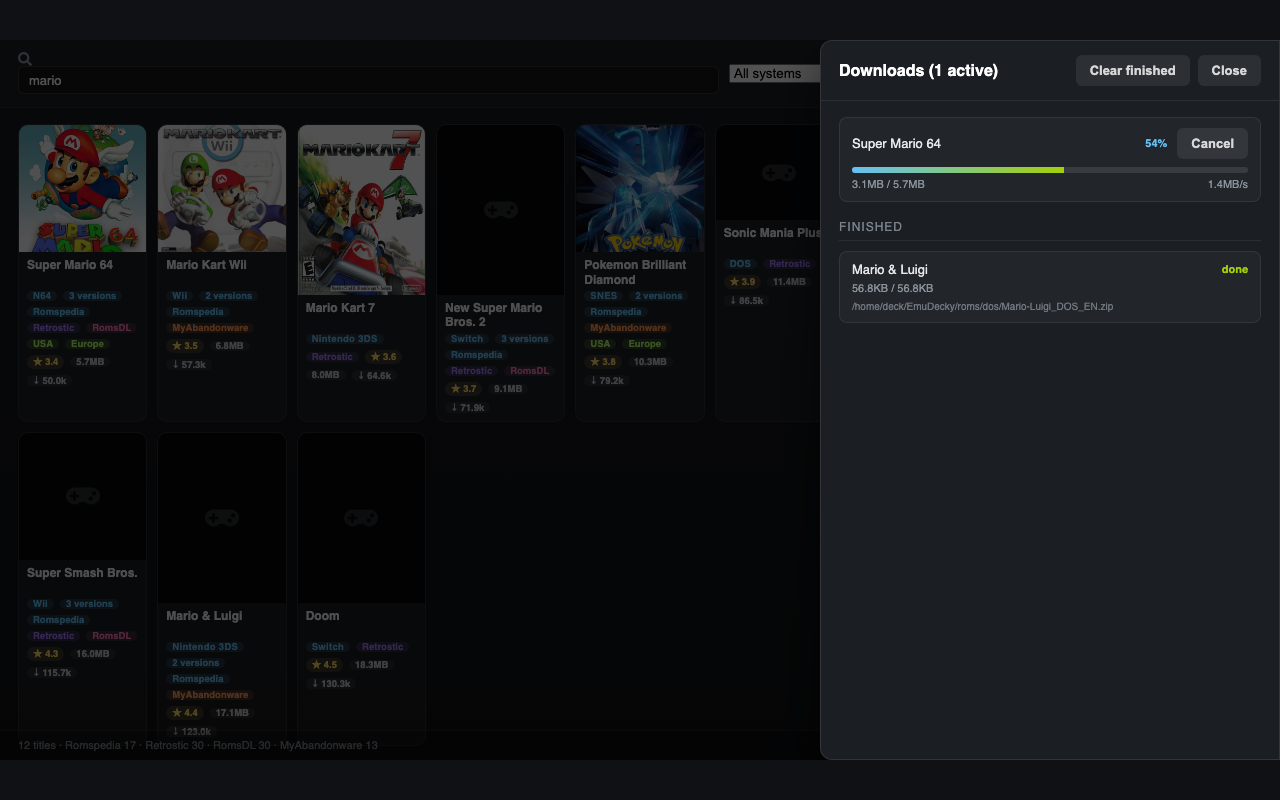 mario
All systems
Downloads (1 active)
Clear finished
Close
Super Mario 64
54%
Cancel
3.1MB / 5.7MB
1.4MB/s
FINISHED
Mario & Luigi
done
56.8KB / 56.8KB
/home/deck/EmuDecky/roms/dos/Mario-Luigi_DOS_EN.zip
SUPER
MARIO 64
Super Mario 64
N64 3 versions
Romspedia
Retrostic RomsDL
USA Europe
★ 3.4 5.7MB
↓ 50.0k
MARIOKART
Wii
Mario Kart Wii
Wii 2 versions
Romspedia
MyAbandonware
★ 3.5 6.8MB
↓ 57.3k
MARIOKART 7
Mario Kart 7
Nintendo 3DS
Retrostic ★ 3.6
8.0MB ↓ 64.6k
New Super Mario
Bros. 2
Switch 3 versions
Romspedia
Retrostic RomsDL
★ 3.7 9.1MB
↓ 71.9k
POKéMON
Pokemon Brilliant
Diamond
SNES 2 versions
Romspedia
MyAbandonware
USA Europe
★ 3.8 10.3MB
↓ 79.2k
Sonic Mania Plus
DOS Retrostic
★ 3.9 11.4MB
↓ 86.5k
Super Smash Bros.
Wii 3 versions
Romspedia
Retrostic RomsDL
★ 4.3 16.0MB
↓ 115.7k
Mario & Luigi
Nintendo 3DS
2 versions
Romspedia
MyAbandonware
★ 4.4 17.1MB
↓ 123.0k
Doom
Switch Retrostic
★ 4.5 18.3MB
↓ 130.3k
12 titles · Romspedia 17 · Retrostic 30 · RomsDL 30 · MyAbandonware 13